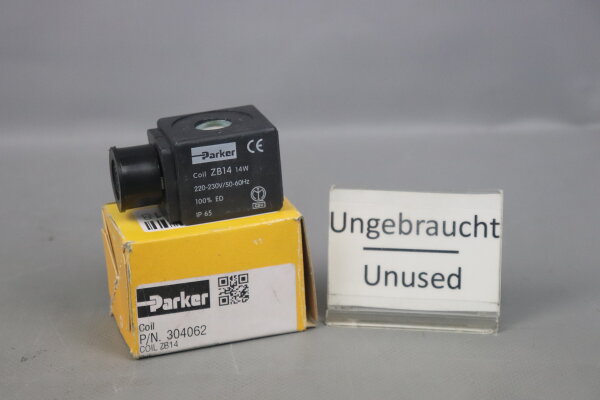 Parker
CE
Coil ZB14 14W
220-230V/50-60Hz
100% ED
IP 65
Parker
Coil
P/N. 304062
COIL ZB14
Ungebraucht
Unused